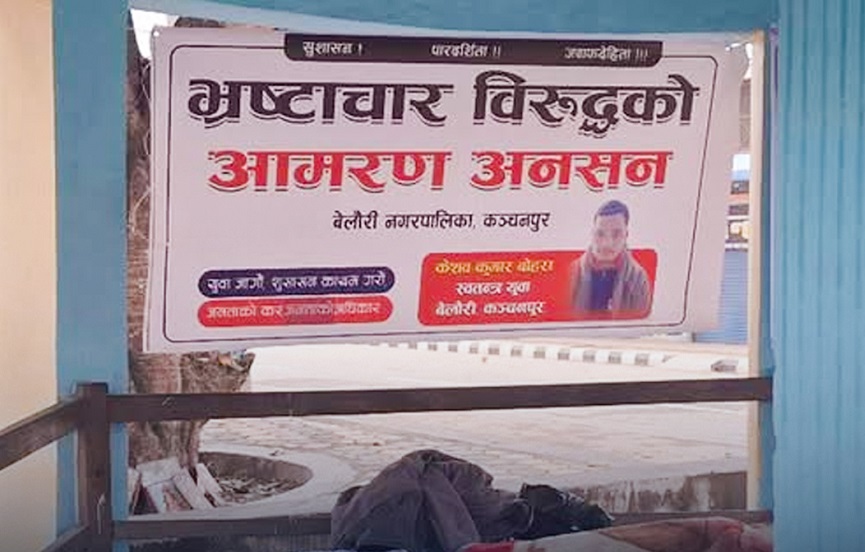 सुशासन ! पारदर्शिता !! जवाफदेहिता !!!
भ्रष्टाचार विरुद्धको
आमरण अनसन
बेलौरी नगरपालिका, कञ्चनपुर
युवा जागौं, शुसासन कायम गरौं
जनताको कर जनताको अधिकार
केशव कुमार बोहरा
स्वतन्त्र युवा
बेलौरी कञ्चनपुर